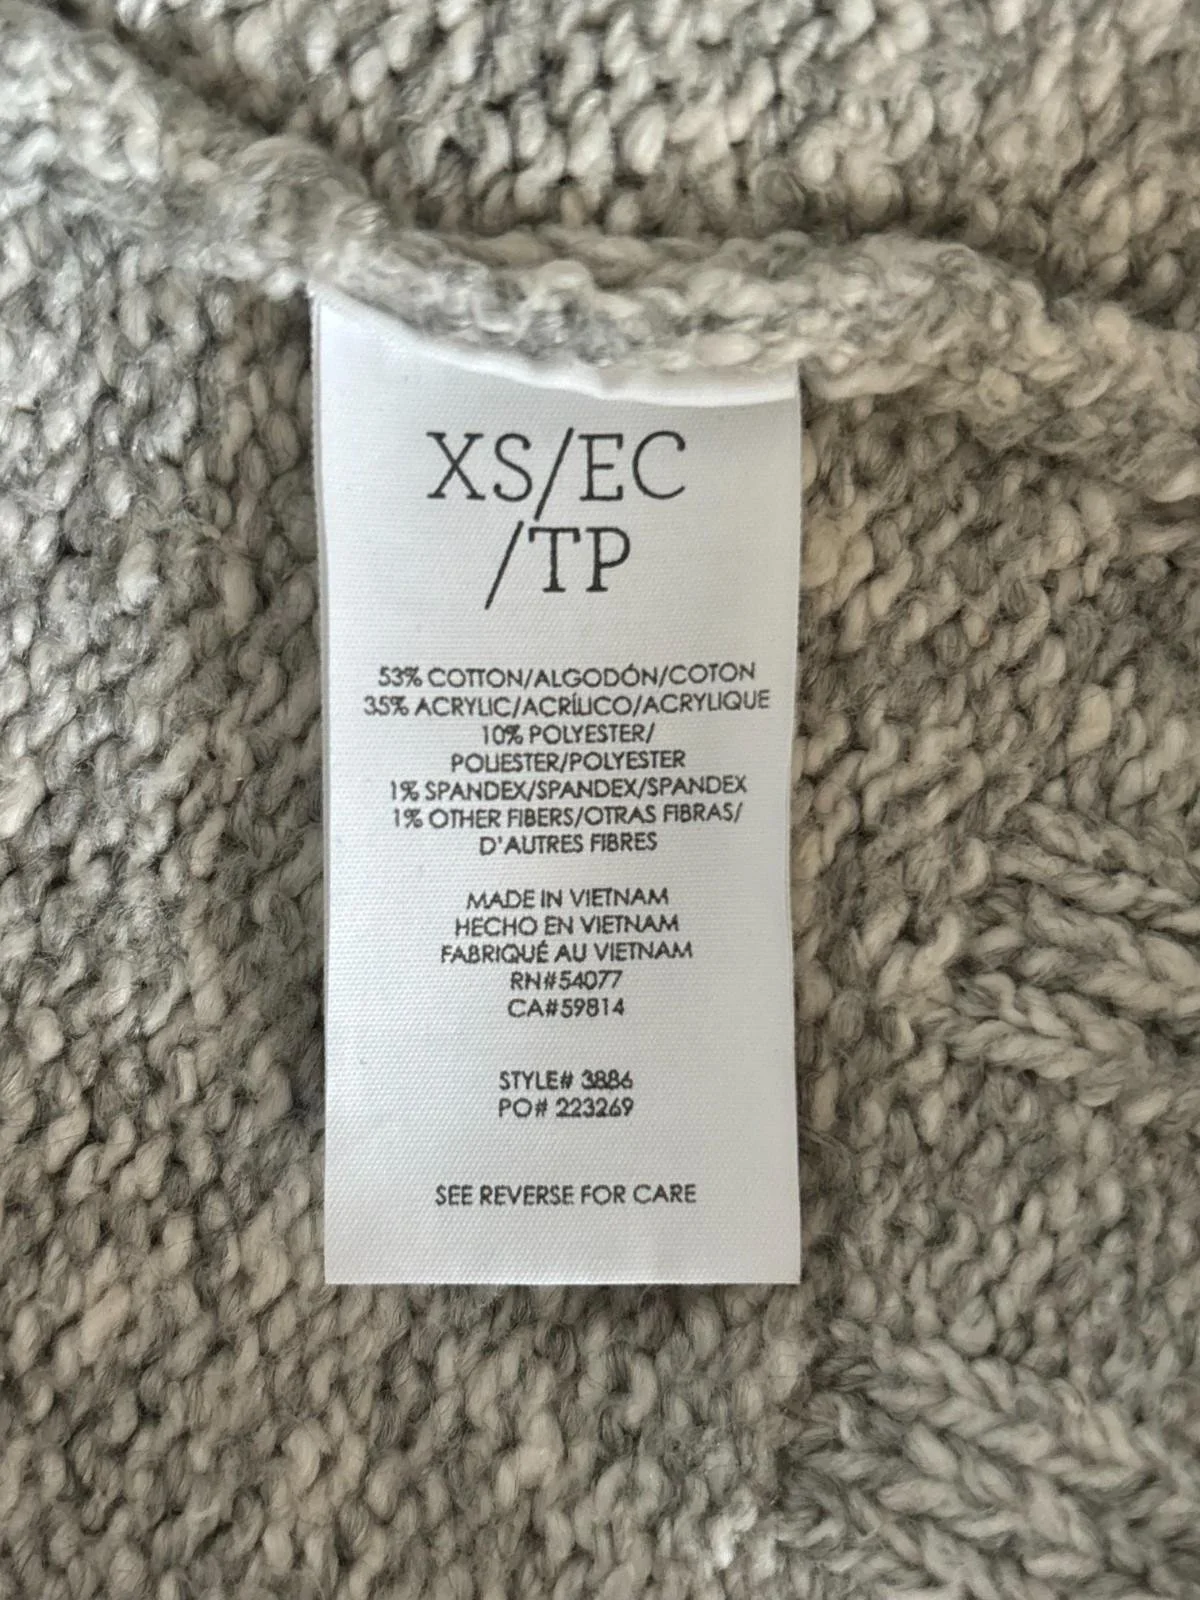 XS/EC
/TP
53% COTTON/ALGODÓN/COTON
35% ACRYLIC/ACRÍLICO/ACRYLIQUE
10% POLYESTER/
POLIESTER/POLYESTER
1% SPANDEX/SPANDEX/SPANDEX
1% OTHER FIBERS/OTRAS FIBRAS/
D'AUTRES FIBRES
MADE IN VIETNAM
HECHO EN VIETNAM
FABRIQUÉ AU VIETNAM
RN#54077
CA#59814
STYLE# 3886
PO# 223269
SEE REVERSE FOR CARE